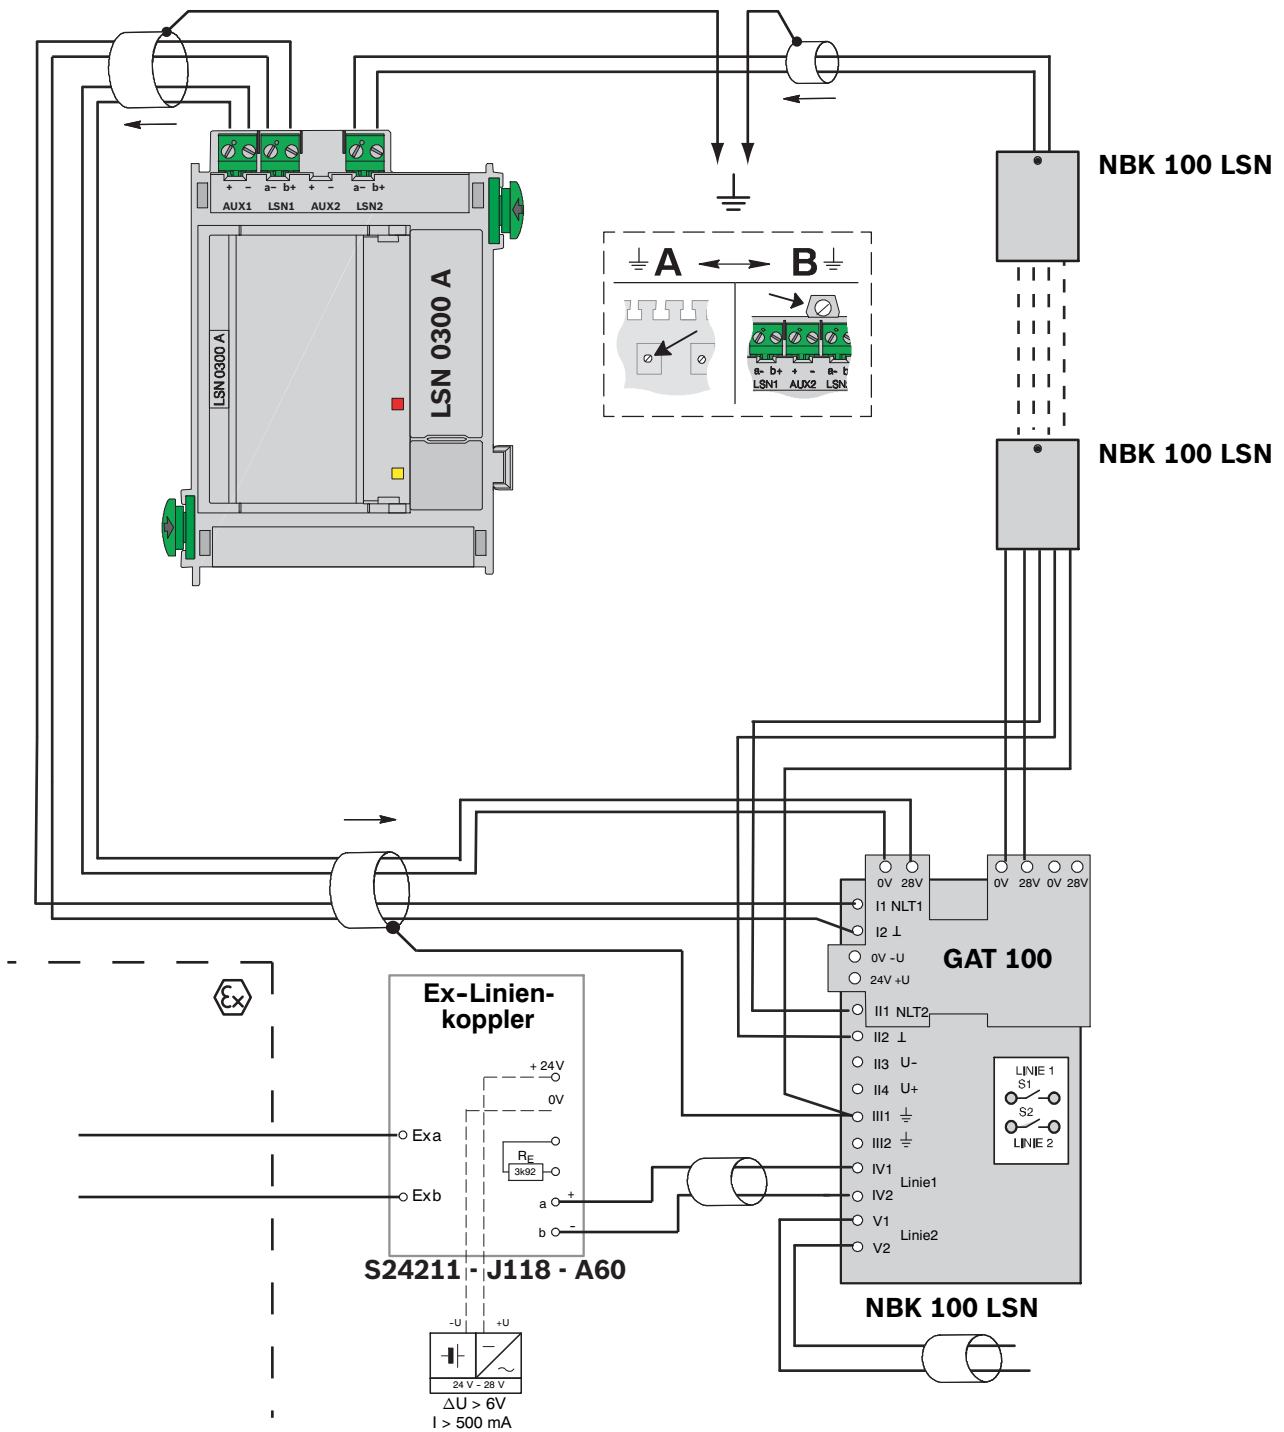 NBK 100 LSN
+ – a– b+ + – a– b+
AUX1 LSN1 AUX2 LSN2
LSN 0300 A
LSN 0300 A
A B
a- b+ + - a- b
LSN1 AUX2 LSN
NBK 100 LSN
0V 28V
0V 28V 0V 28V
I1 NLT1
I2 ⊥
0V -U
24V +U
GAT 100
II1 NLT2
II2 ⊥
II3 U-
II4 U+
III1
III2
IV1
Linie1
IV2
V1
Linie2
V2
LINIE 1
S1
S2
LINIE 2
NBK 100 LSN
Ex
Ex-Linien-
koppler
+ 24V
0V
Exa
RE
3k92
Exb
a +
b -
S24211 - J118 - A60
-U +U
24 V - 28 V
ΔU > 6V
I > 500 mA